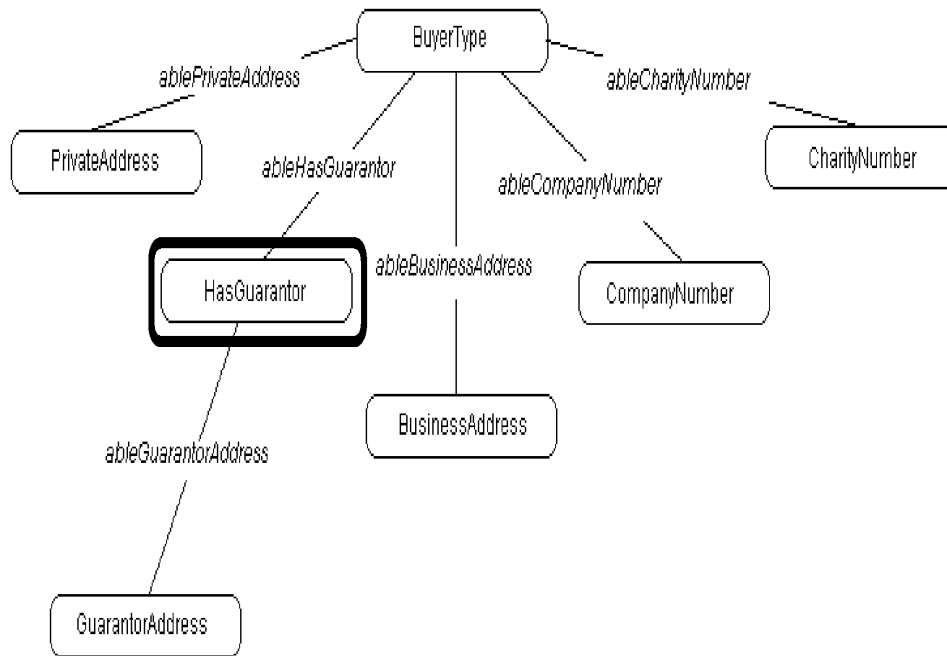 BuyerType
ablePrivateAddress
ableCharityNumber
PrivateAddress
ableHasGuarantor
CharityNumber
ableCompanyNumber
ableBusinessAddress
HasGuarantor
CompanyNumber
BusinessAddress
ableGuarantorAddress
GuarantorAddress